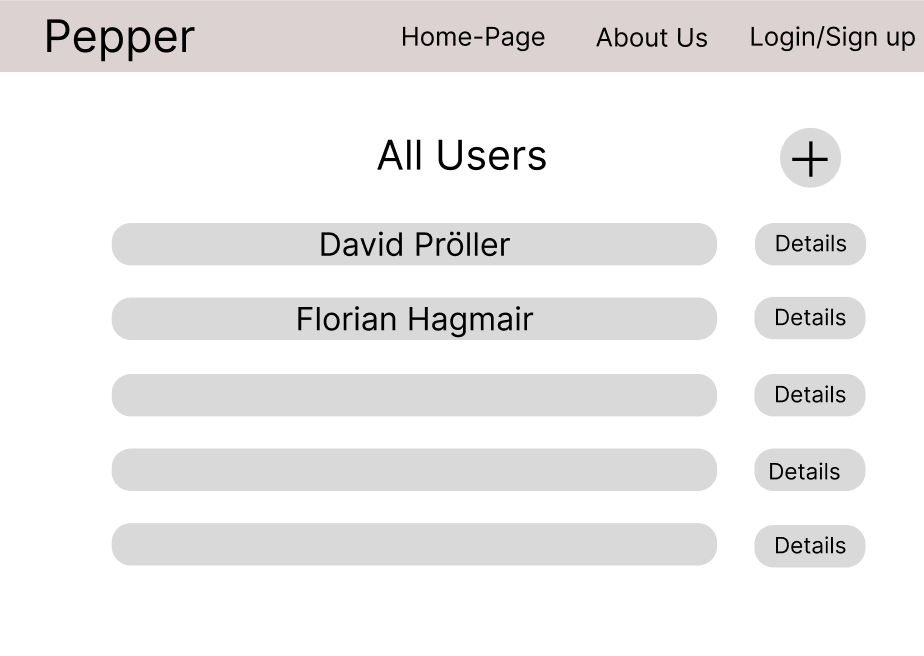 Pepper Home-Page About Us Login/Sign up
All Users
David Pröller Details
Florian Hagmair Details
Details
Details
Details